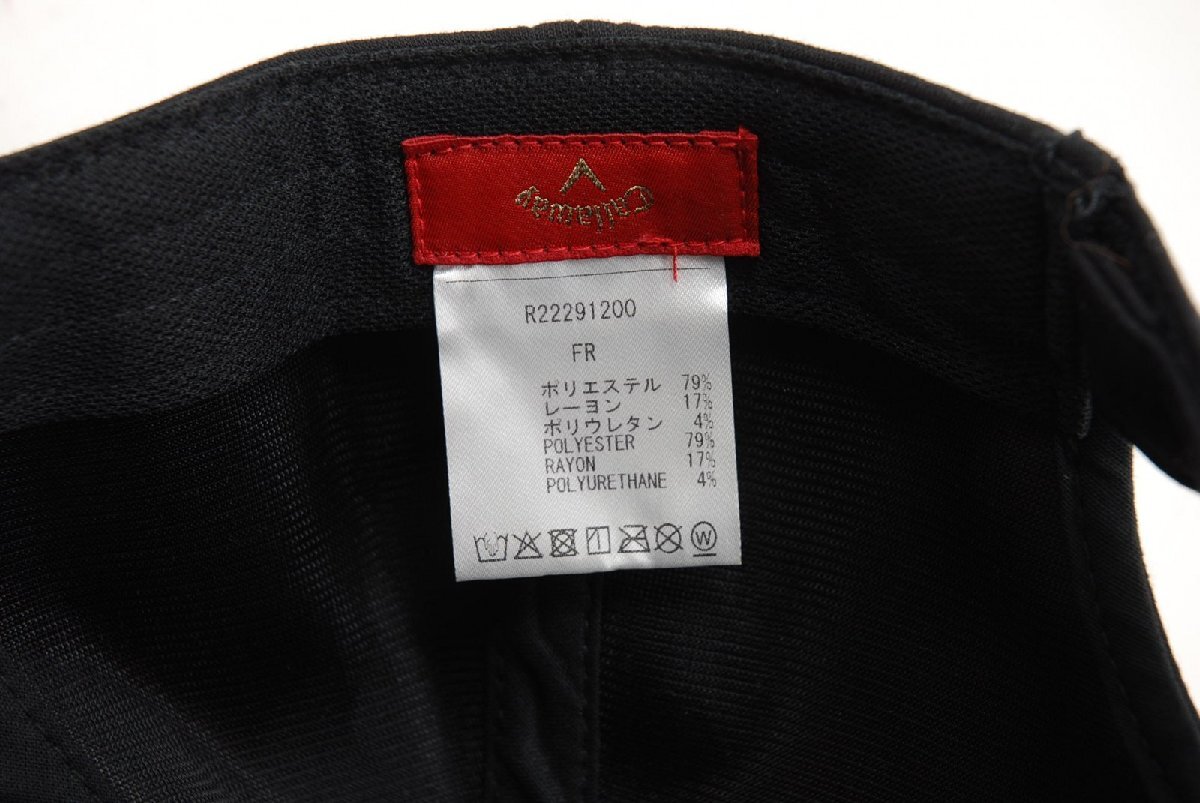 Callaway
R22291200
FR
ポリエステル 79%
レーヨン 17%
ポリウレタン 4%
POLYESTER 79%
RAYON 17%
POLYURETHANE 4%
W